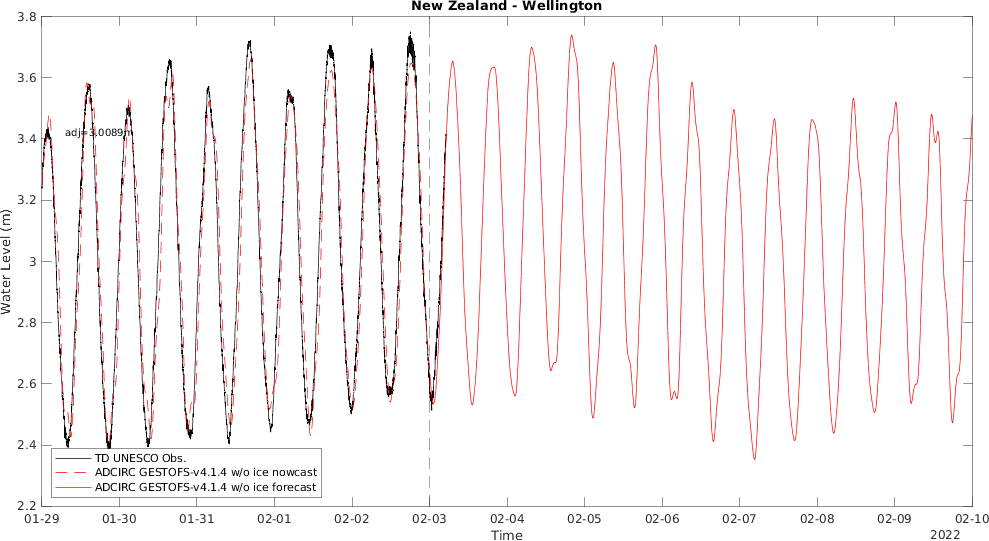 New Zealand - Wellington
3.8
3.6
3.4
3.2
3
2.8
2.6
2.4
2.2
Water Level (m)
adj=3.0089m
TD UNESCO Obs.
ADCIRC GESTOFS-v4.1.4 w/o ice nowcast
ADCIRC GESTOFS-v4.1.4 w/o ice forecast
01-29 01-30 01-31 02-01 02-02 02-03 02-04 02-05 02-06 02-07 02-08 02-09 02-10
Time
2022